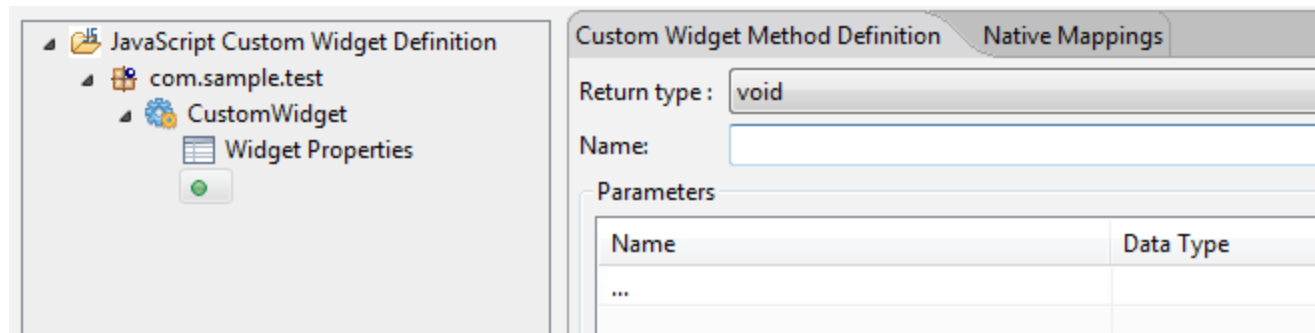 JavaScript Custom Widget Definition
com.sample.test
CustomWidget
Widget Properties
Custom Widget Method Definition Native Mappings
Return type : void
Name:
Parameters
Name Data Type
...